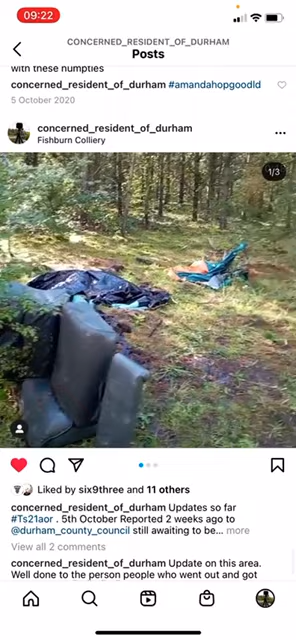 09:22
CONCERNED_RESIDENT_OF_DURHAM
Posts
with these humpties
concerned_resident_of_durham #amandahopgoodld
5 October 2020
concerned_resident_of_durham
Fishburn Colliery
1/3
Liked by six9three and 11 others
concerned_resident_of_durham Updates so far
#Ts21aor . 5th October Reported 2 weeks ago to
@durham_county_council still awaiting to be... more
View all 2 comments
concerned_resident_of_durham Update on this area.
Well done to the person people who went out and got